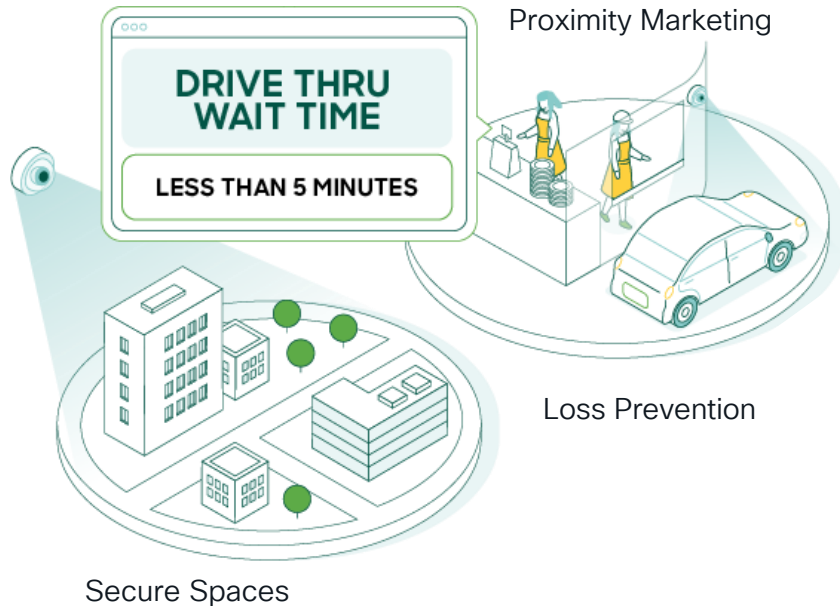 Proximity Marketing
DRIVE THRU
WAIT TIME
LESS THAN 5 MINUTES
Loss Prevention
Secure Spaces